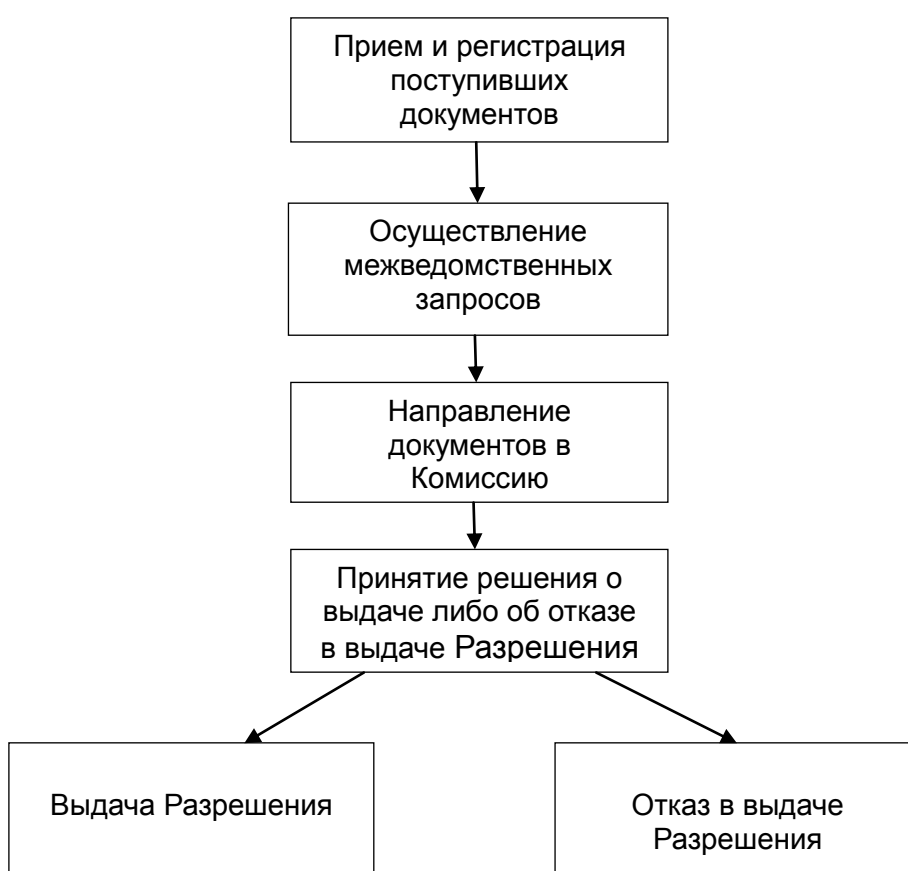 Прием и регистрация
поступивших
документов
Осуществление
межведомственных
запросов
Направление
документов в
Комиссию
Принятие решения о
выдаче либо об отказе
в выдаче Разрешения
Выдача Разрешения
Отказ в выдаче
Разрешения